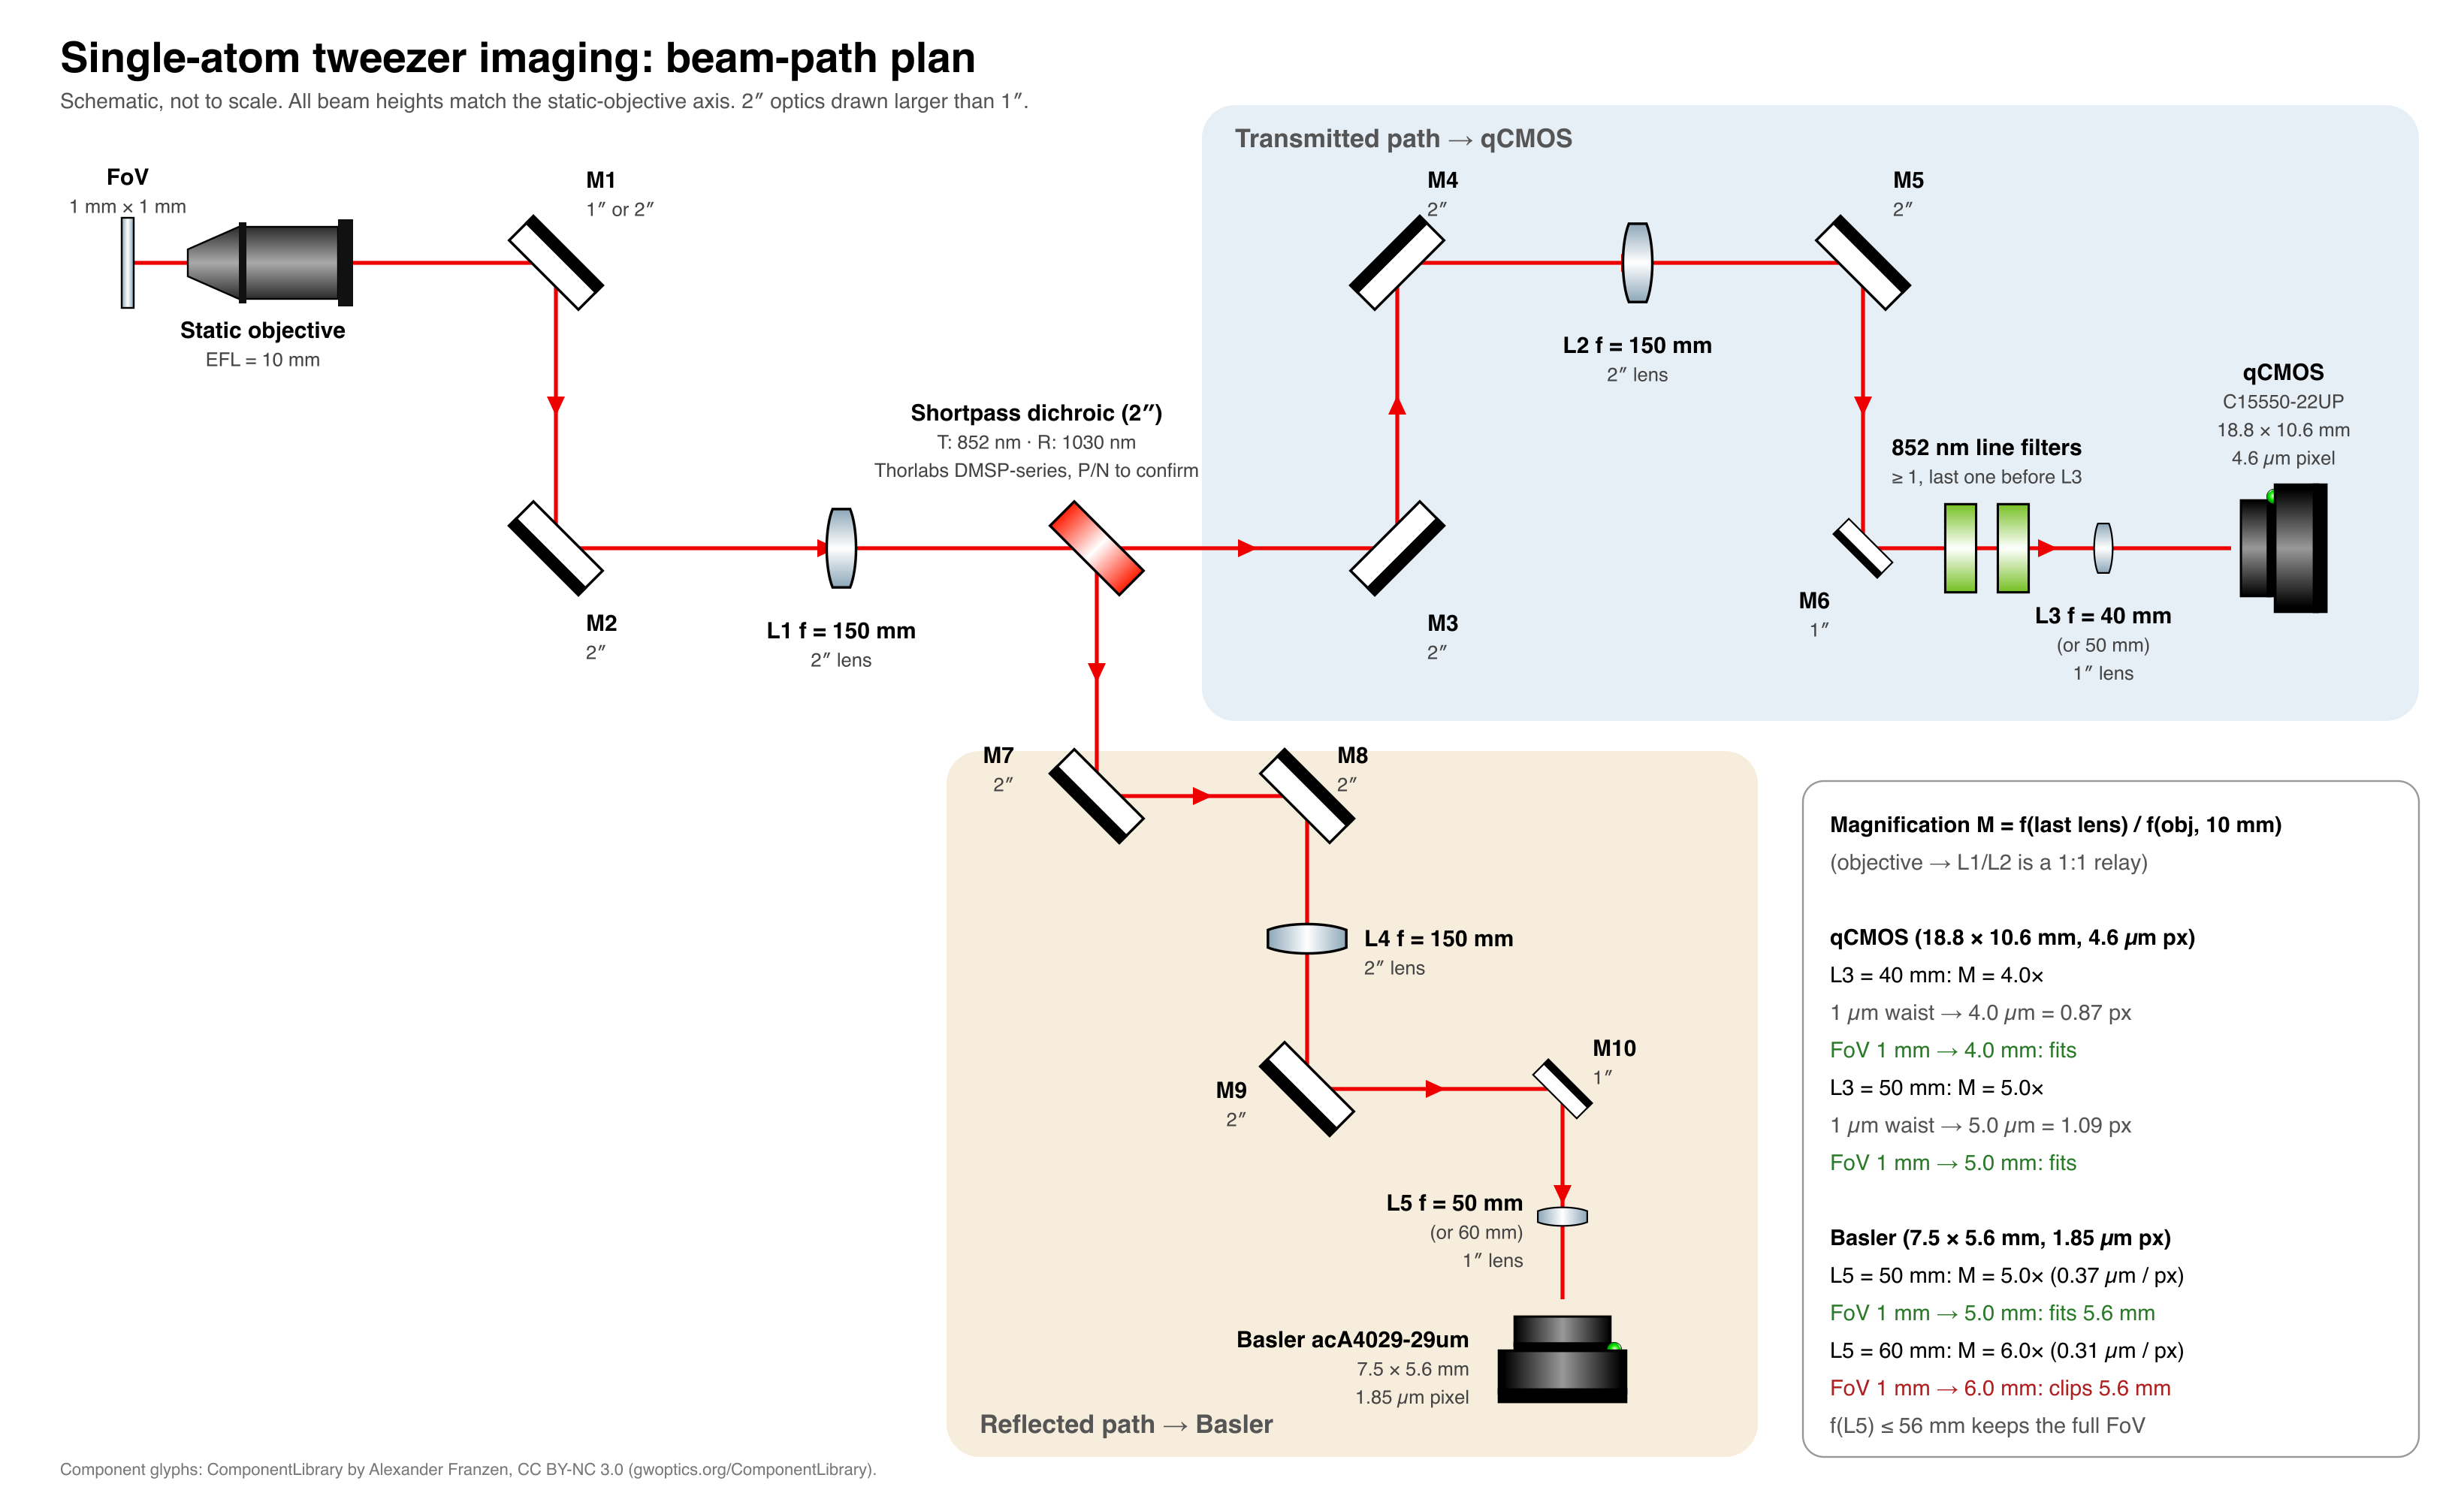 Single-atom tweezer imaging: beam-path plan
Schematic, not to scale. All beam heights match the static-objective axis. 2″ optics drawn larger than 1″.
FoV
1 mm × 1 mm
Static objective
EFL = 10 mm
M1
1″ or 2″
M2
2″
L1 f = 150 mm
2″ lens
Shortpass dichroic (2″)
T: 852 nm · R: 1030 nm
Thorlabs DMSP-series, P/N to confirm
Transmitted path → qCMOS
M4
2″
M5
2″
L2 f = 150 mm
2″ lens
M3
2″
852 nm line filters
≥ 1, last one before L3
M6
1″
L3 f = 40 mm
(or 50 mm)
1″ lens
qCMOS
C15550-22UP
18.8 × 10.6 mm
4.6 µm pixel
M7
2″
M8
2″
L4 f = 150 mm
2″ lens
M9
2″
M10
1″
L5 f = 50 mm
(or 60 mm)
1″ lens
Basler acA4029-29um
7.5 × 5.6 mm
1.85 µm pixel
Reflected path → Basler
Magnification M = f(last lens) / f(obj, 10 mm)
(objective → L1/L2 is a 1:1 relay)
qCMOS (18.8 × 10.6 mm, 4.6 µm px)
L3 = 40 mm: M = 4.0×
1 µm waist → 4.0 µm = 0.87 px
FoV 1 mm → 4.0 mm: fits
L3 = 50 mm: M = 5.0×
1 µm waist → 5.0 µm = 1.09 px
FoV 1 mm → 5.0 mm: fits
Basler (7.5 × 5.6 mm, 1.85 µm px)
L5 = 50 mm: M = 5.0× (0.37 µm / px)
FoV 1 mm → 5.0 mm: fits 5.6 mm
L5 = 60 mm: M = 6.0× (0.31 µm / px)
FoV 1 mm → 6.0 mm: clips 5.6 mm
f(L5) ≤ 56 mm keeps the full FoV
Component glyphs: ComponentLibrary by Alexander Franzen, CC BY-NC 3.0 (gwoptics.org/ComponentLibrary).